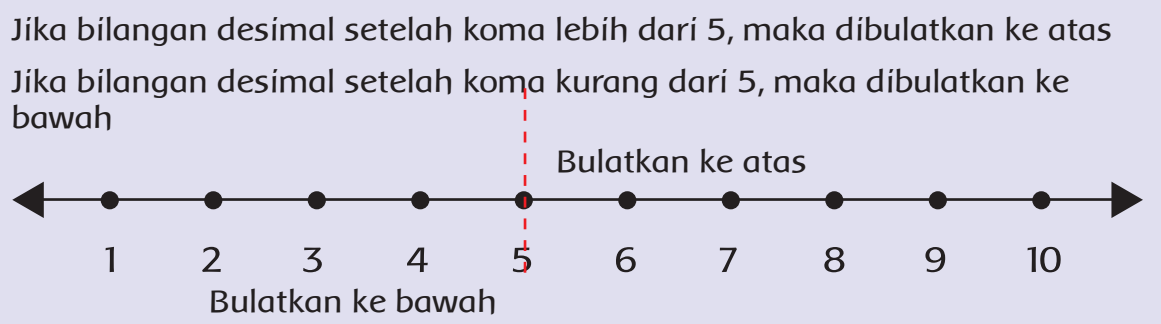 Jika bilangan desimal setelah koma lebih dari 5, maka dibulatkan ke atas
Jika bilangan desimal setelah koma kurang dari 5, maka dibulatkan ke
bawah
Bulatkan ke atas
1 2 3 4 5 6 7 8 9 10
Bulatkan ke bawah